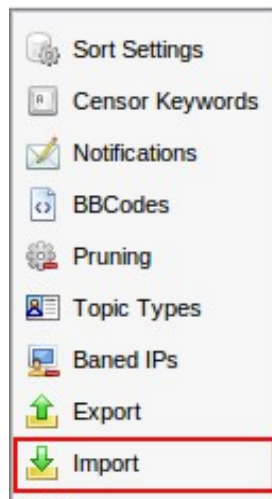 Sort Settings
Censor Keywords
Notifications
BBCodes
Pruning
Topic Types
Baned IPs
Export
Import